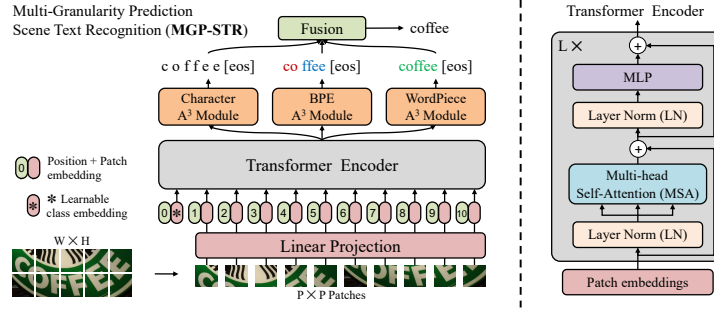 Multi-Granularity Prediction
Scene Text Recognition (MGP-STR)
Fusion
coffee
c o f f e e [eos]
co ffee [eos]
coffee [eos]
Character
A³ Module
BPE
A³ Module
WordPiece
A³ Module
Transformer Encoder
0 Position + Patch
embedding
* * Learnable
class embedding
0 * 1 2 3 4 5 6 7 8 9 10
Linear Projection
W × H
COFFEE
P × P Patches
Transformer Encoder
L ×
+
MLP
Layer Norm (LN)
+
Multi-head
Self-Attention (MSA)
Layer Norm (LN)
Patch embeddings